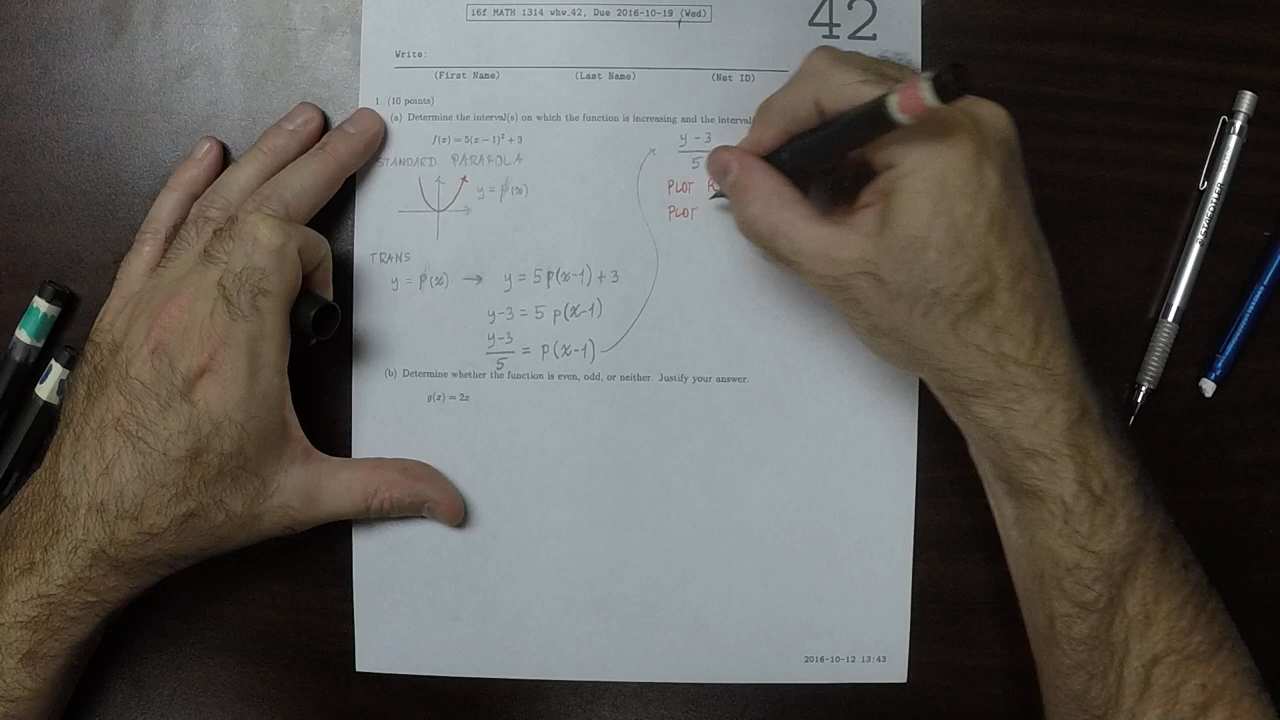 16f MATH 1314 whw.42, Due 2016-10-19 (Wed)
42
Write:
(First Name) (Last Name) (Net ID)
1. (10 points)
(a) Determine the interval(s) on which the function is increasing and the interval
f(x) = 5(x − 1)² + 3
STANDARD PARABOLA
y = p(x)
TRANS
y = p(x) → y = 5p(x-1) + 3
y-3 = 5 p(x-1)
y-3
5 = p(x-1)
y - 3
5
PLOT
PLOT
(b) Determine whether the function is even, odd, or neither. Justify your answer.
g(x) = 2x
2016-10-12 13:43
STAEDTLER